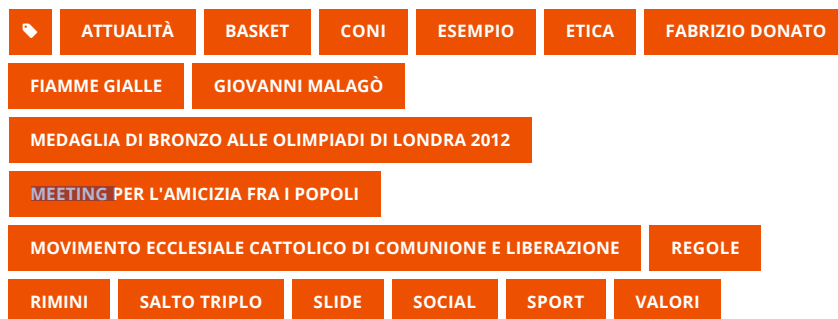 ATTUALITÀ BASKET CONI ESEMPIO ETICA FABRIZIO DONATO
FIAMME GIALLE GIOVANNI MALAGÒ
MEDAGLIA DI BRONZO ALLE OLIMPIADI DI LONDRA 2012
MEETING PER L'AMICIZIA FRA I POPOLI
MOVIMENTO ECCLESIALE CATTOLICO DI COMUNIONE E LIBERAZIONE REGOLE
RIMINI SALTO TRIPLO SLIDE SOCIAL SPORT VALORI